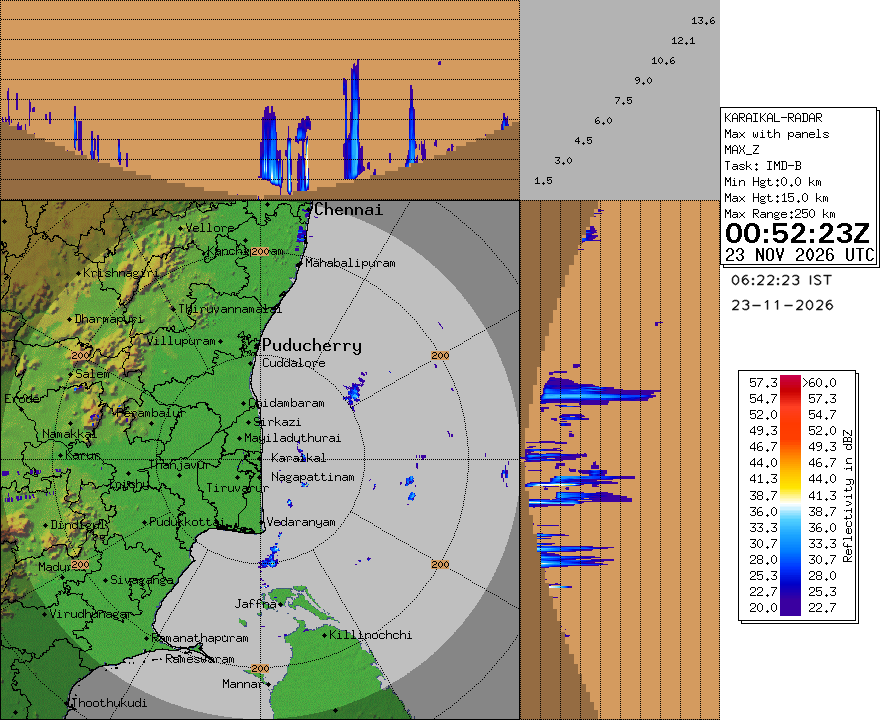 13.6
12.1
10.6
9.0
7.5
6.0
4.5
3.0
1.5
KARAIKAL-RADAR
Max with panels
MAX_Z
Task: IMD-B
Min Hgt:0.0 km
Max Hgt:15.0 km
Max Range:250 km
00:52:23Z
23 NOV 2026 UTC
06:22:23 IST
23-11-2026
57.3 >60.0
54.7 57.3
52.0 54.7
49.3 52.0
46.7 49.3
44.0 46.7
41.3 44.0
38.7 41.3
36.0 38.7
33.3 36.0
30.7 33.3
28.0 30.7
25.3 28.0
22.7 25.3
20.0 22.7
Reflectivity in dBZ
Chennai
Vellore
200
Mahabalipuram
Krishnagiri
Thiruvannamalai
Dharmapuri
Villupuram
Puducherry
200
200
Cuddalore
Salem
Erode
Chidambaram
Perambalur
Sirkazi
Namakkal
Mayiladuthurai
Karur
Karaikal
Thanjavur
Nagapattinam
Tiruvarur
Dindigul
Pudukkottai
Vedaranyam
200
200
Madurai
Sivaganga
Jaffna
Virudhunagar
Killinochchi
Ramanathapuram
Rameswaram
200
Mannar
Thoothukudi